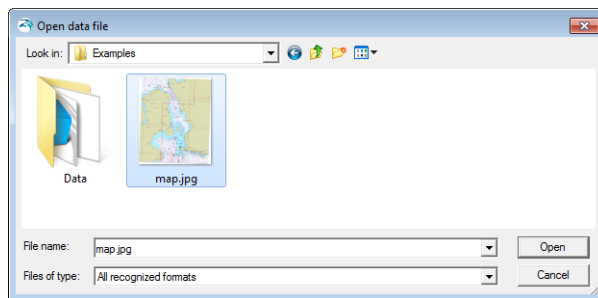 Open data file
Look in: Examples
Data map.jpg
File name: map.jpg Open
Files of type: All recognized formats Cancel